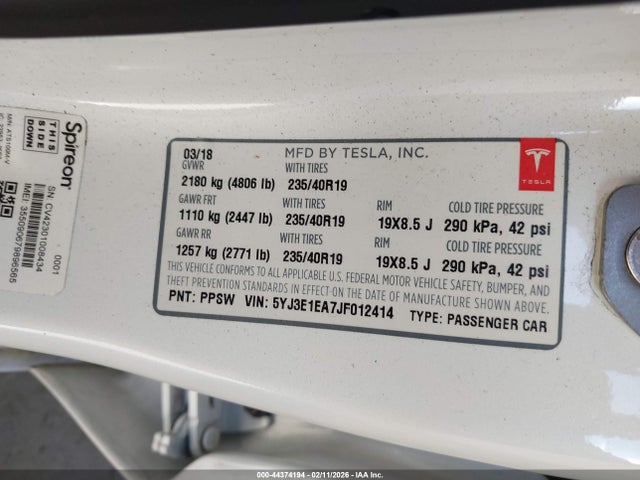 03/18 MFD BY TESLA, INC.
GVWR WITH TIRES
2180 kg (4806 lb) 235/40R19
GAWR FRT WITH TIRES RIM COLD TIRE PRESSURE
1110 kg (2447 lb) 235/40R19 19X8.5 J 290 kPa, 42 psi
GAWR RR WITH TIRES RIM COLD TIRE PRESSURE
1257 kg (2771 lb) 235/40R19 19X8.5 J 290 kPa, 42 psi
THIS VEHICLE CONFORMS TO ALL APPLICABLE U.S. FEDERAL MOTOR VEHICLE SAFETY, BUMPER, AND
THEFT PREVENTION STANDARDS IN EFFECT ON THE DATE OF MANUFACTURE SHOWN ABOVE.
PNT: PPSW VIN: 5YJ3E1EA7JF012414 TYPE: PASSENGER CAR
TESLA
Spireon
THIS
SIDE
DOWN
0001
SN: CV42301008434
IMEI: 355090679896565
000-44374194 - 02/11/2026 - IAA Inc.